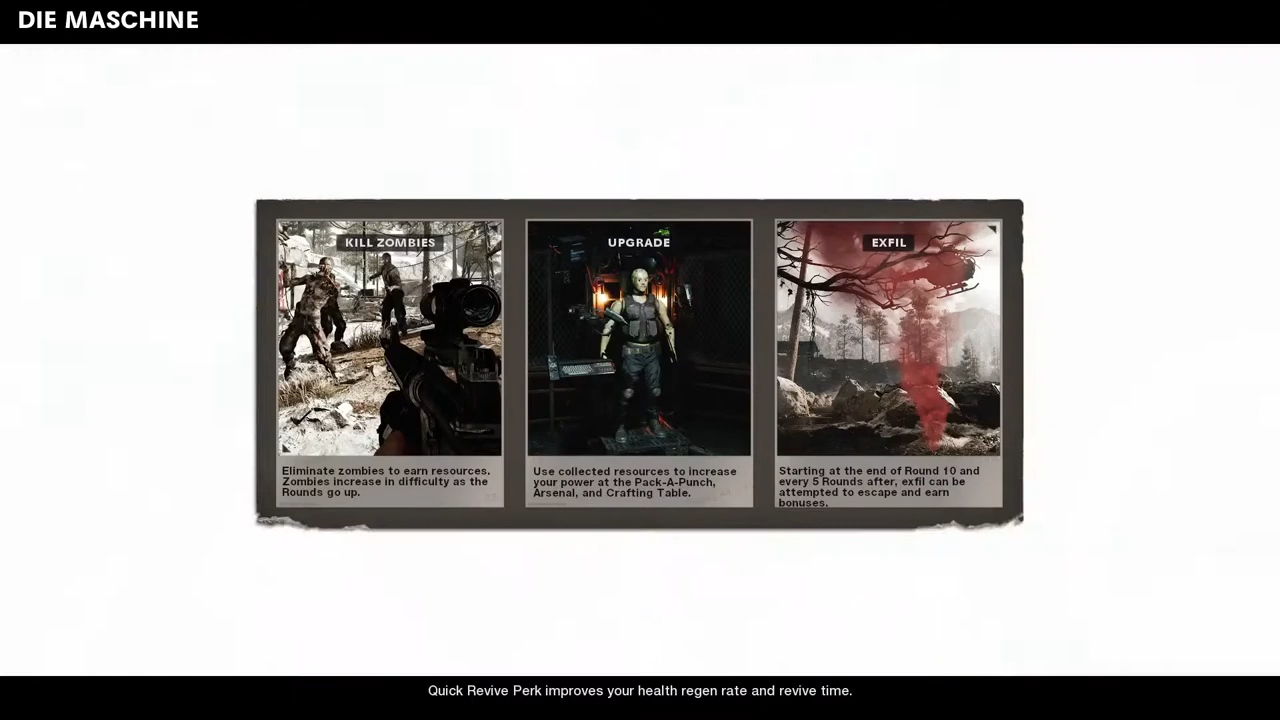 DIE MASCHINE
KILL ZOMBIES
Eliminate zombies to earn resources.
Zombies increase in difficulty as the
Rounds go up.
UPGRADE
Use collected resources to increase
your power at the Pack-A-Punch,
Arsenal, and Crafting Table.
EXFIL
Starting at the end of Round 10 and
every 5 Rounds after, exfil can be
attempted to escape and earn
bonuses.
Quick Revive Perk improves your health regen rate and revive time.